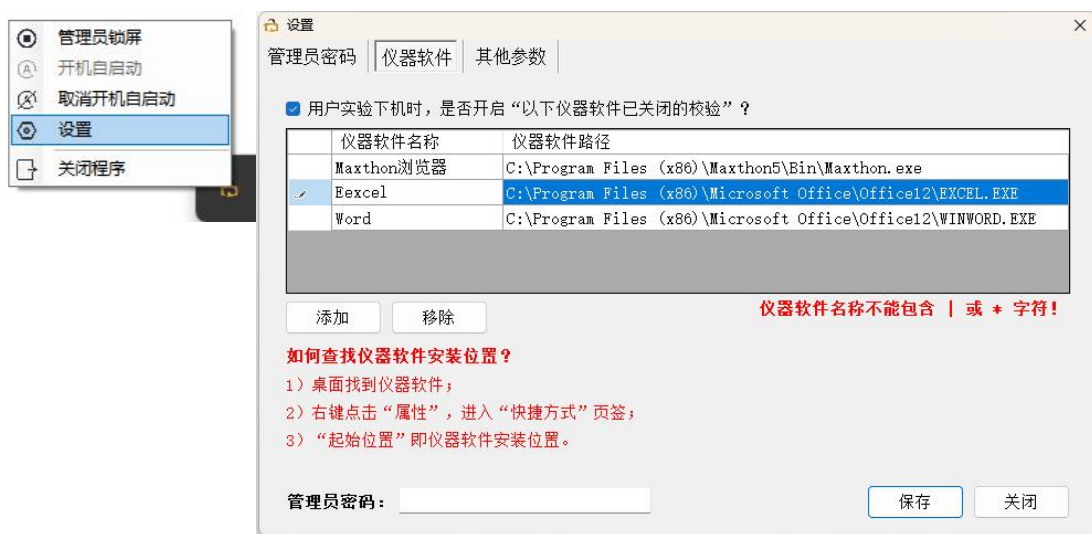 管理员锁屏
开机自启动
取消开机自启动
设置
关闭程序
设置
管理员密码 仪器软件 其他参数
用户实验下机时，是否开启“以下仪器软件已关闭的校验”？
仪器软件名称 仪器软件路径
Maxthon浏览器 C:\Program Files (x86)\Maxthon5\Bin\Maxthon.exe
Eexcel C:\Program Files (x86)\Microsoft Office\Office12\EXCEL.EXE
Word C:\Program Files (x86)\Microsoft Office\Office12\WINWORD.EXE
添加 移除 仪器软件名称不能包含 | 或 * 字符!
如何查找仪器软件安装位置？
1）桌面找到仪器软件；
2）右键点击“属性”，进入“快捷方式”页签；
3）“起始位置”即仪器软件安装位置。
管理员密码： 保存 关闭